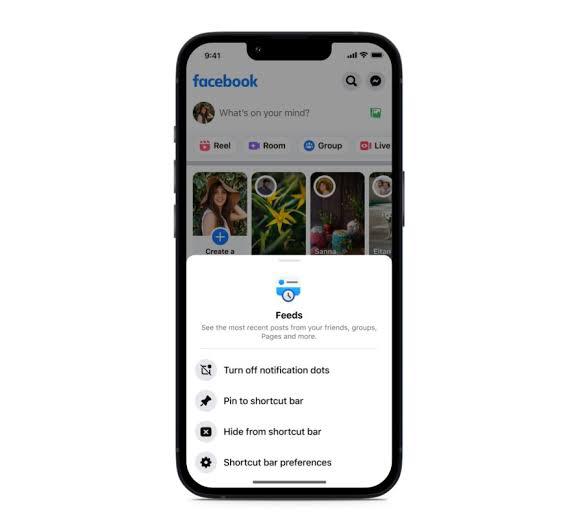 9:41
facebook
What's on your mind?
Reel Room Group Live
Create a Sanna Eitan
Feeds
See the most recent posts from your friends, groups,
Pages and more.
Turn off notification dots
Pin to shortcut bar
Hide from shortcut bar
Shortcut bar preferences